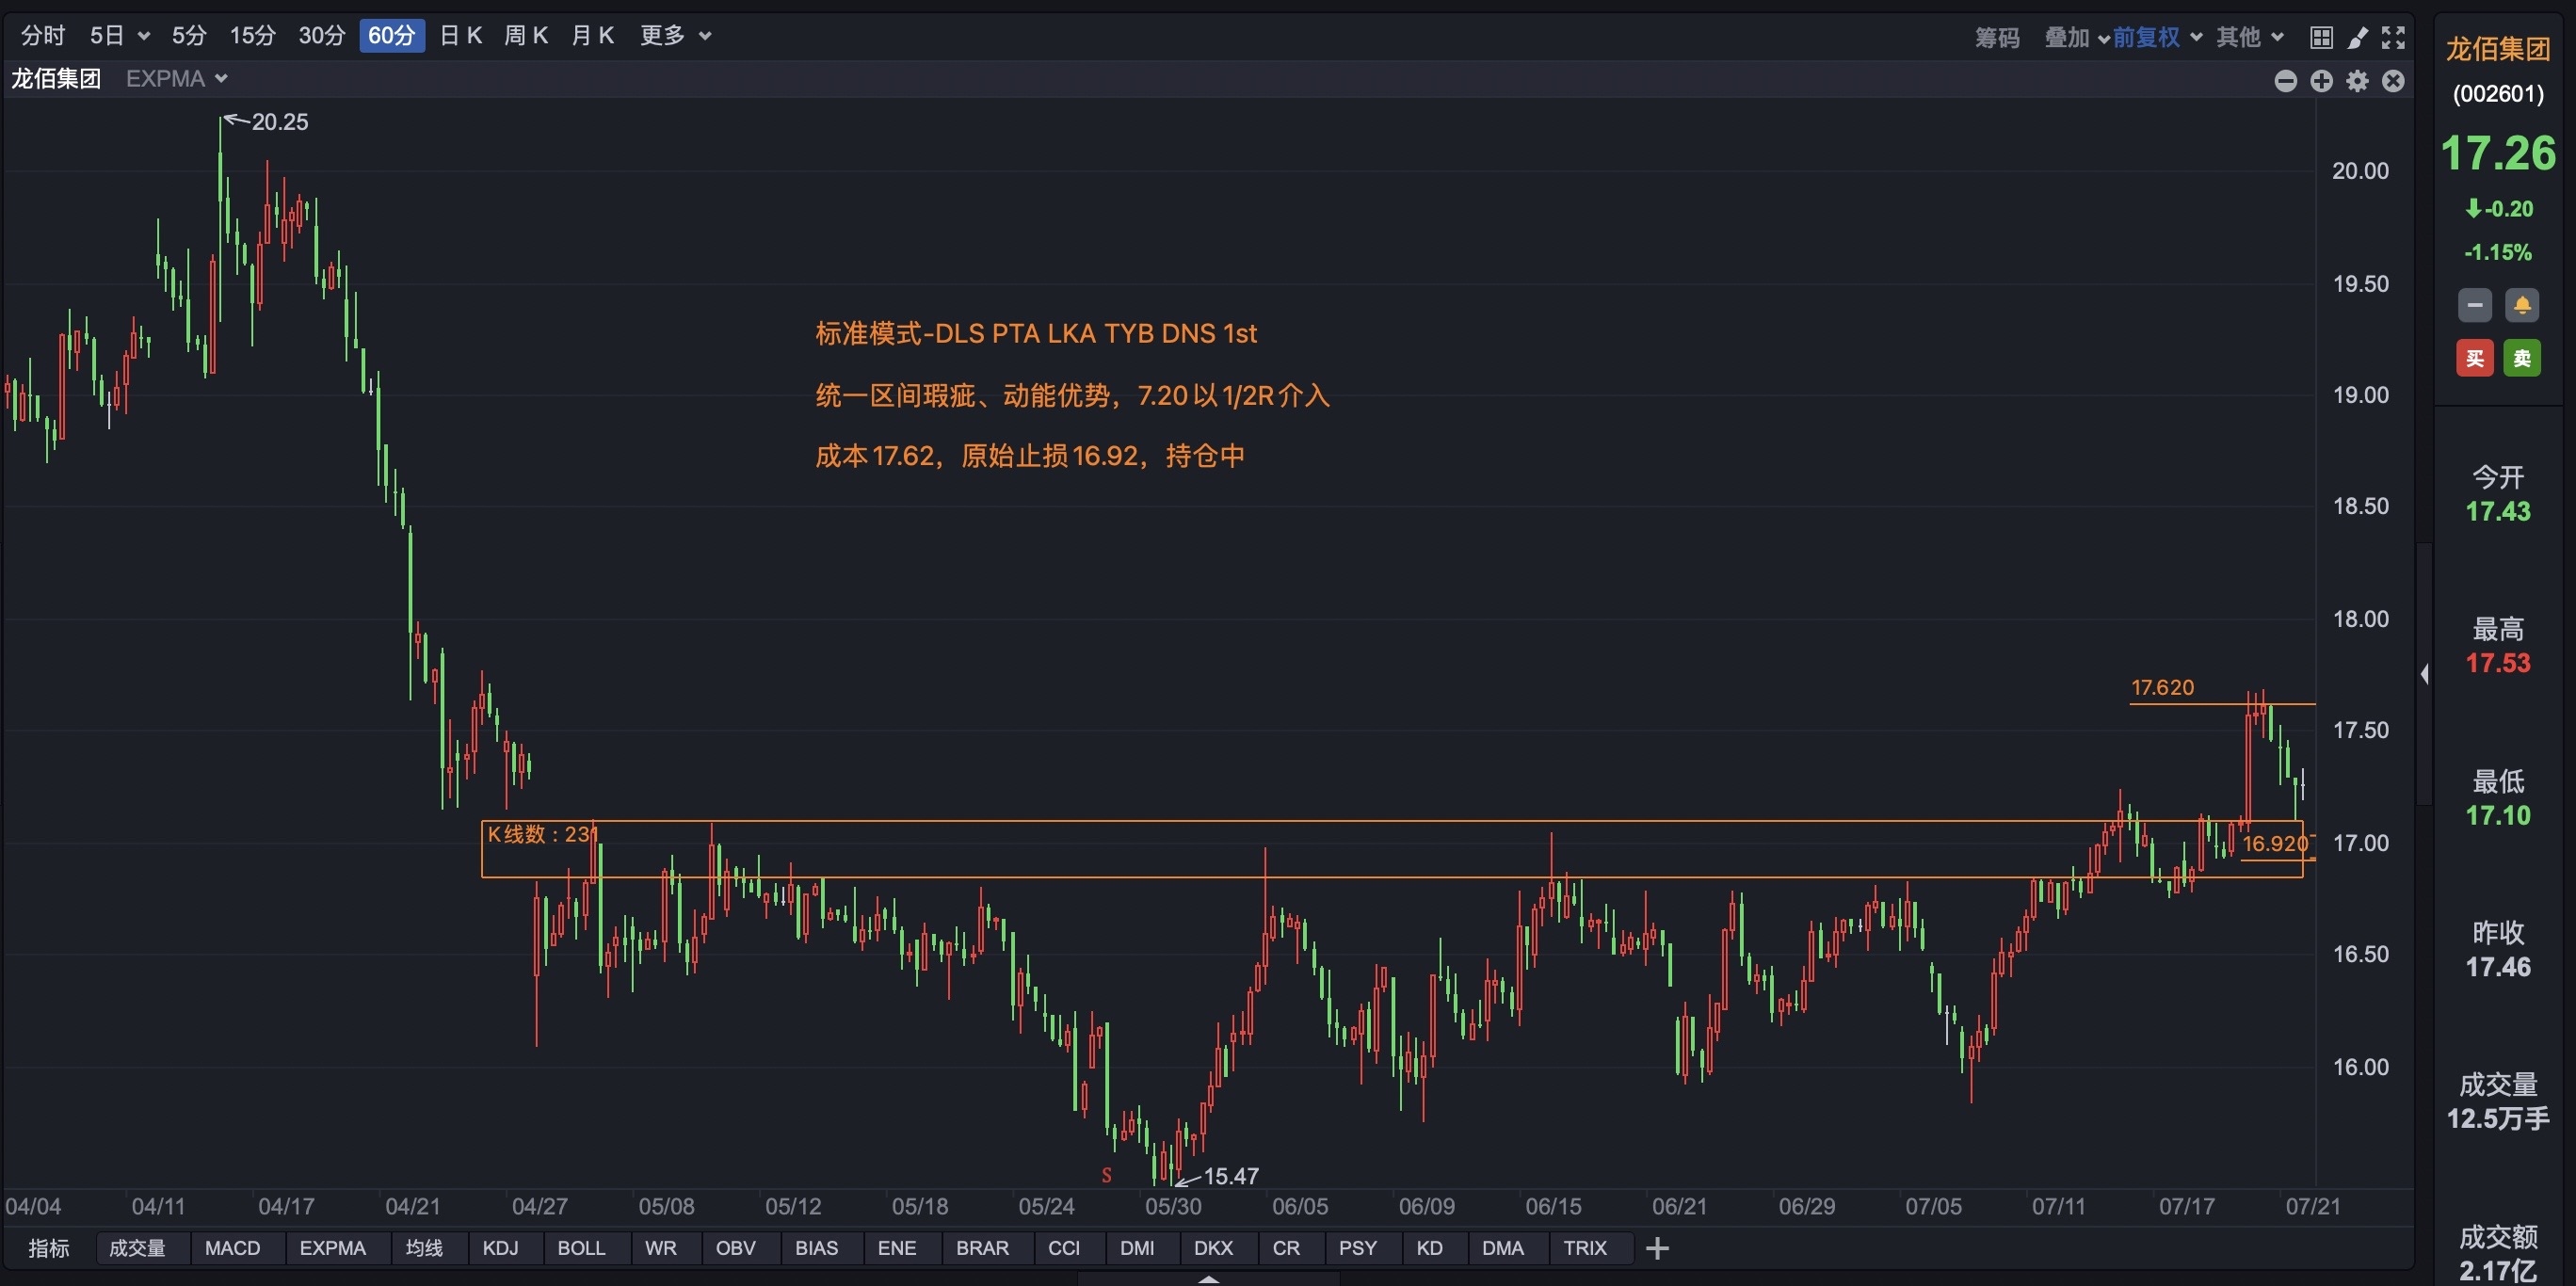 分时 5日 5分 15分 30分 60分 日K 周K 月K 更多 筹码 叠加 前复权 其他
龙佰集团 EXPMA
20.25
标准模式-DLS PTA LKA TYB DNS 1st
统一区间瑕疵、动能优势，7.20以1/2R介入
成本17.62，原始止损16.92，持仓中
17.620
K线数：231
16.920
S
15.47
20.00
19.50
19.00
18.50
18.00
17.50
17.00
16.50
16.00
04/04 04/11 04/17 04/21 04/27 05/08 05/12 05/18 05/24 05/30 06/05 06/09 06/15 06/21 06/29 07/05 07/11 07/17 07/21
指标 成交量 MACD EXPMA 均线 KDJ BOLL WR OBV BIAS ENE BRAR CCI DMI DKX CR PSY KD DMA TRIX
龙佰集团
(002601)
17.26
-0.20
-1.15%
买 卖
今开
17.43
最高
17.53
最低
17.10
昨收
17.46
成交量
12.5万手
成交额
2.17亿